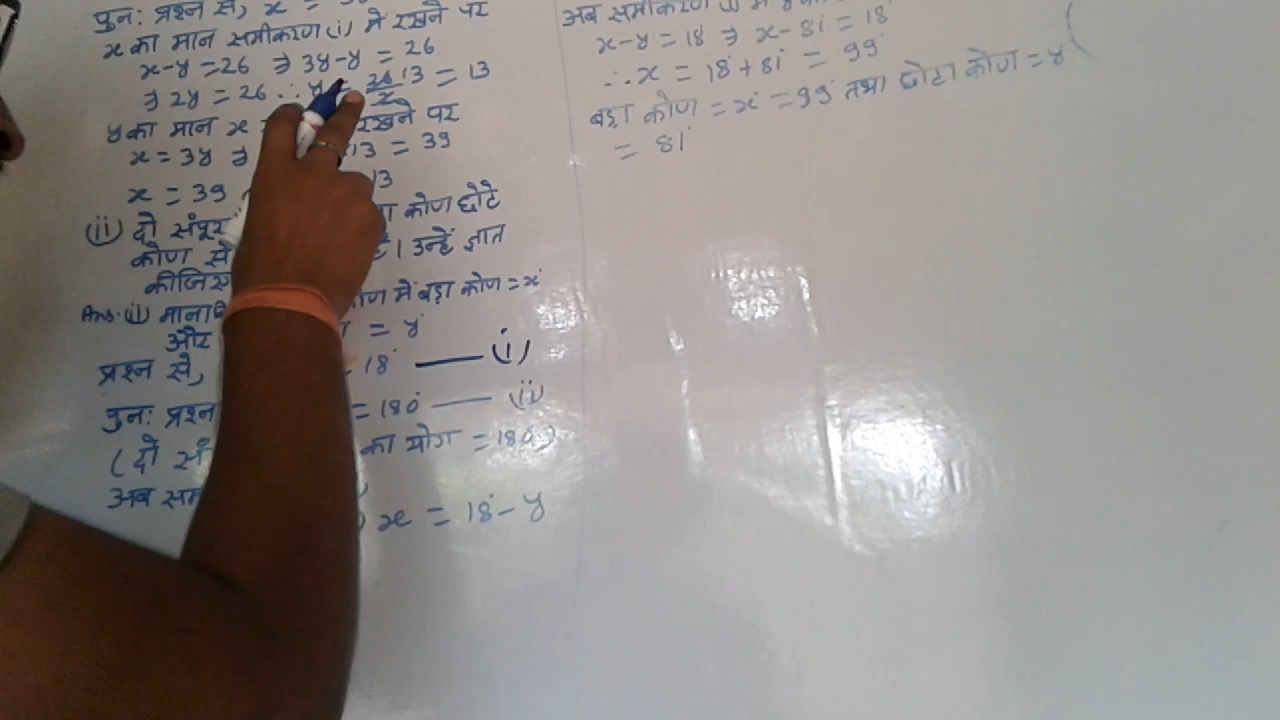 पुनः प्रश्न से, x =
x का मान समीकरण (i) में रखने पर
x-y = 26 ⇒ 3y-y = 26
⇒ 2y = 26 ∴ y = 26/2 13 = 13
y का मान x = रखने पर
x = 3y ⇒ 13 = 39
x = 39 13
(ii) दो संपूर कोण छोटे
कोण से है। उन्हें ज्ञात
कीजिए
Ans.(ii) माना कोण में बड़ा कोण = x°
और = y°
प्रश्न से, 18° —— (i)
पुनः प्रश्न = 180° —— (ii)
(दो सं का योग = 180°)
अब सम
x = 18° - y
अब समीकरण (i) में y
x-y = 18° ⇒ x-81° = 18°
∴ x = 18°+81° = 99°
बड़ा कोण = x° = 99° तथा छोटा कोण = y
= 81°